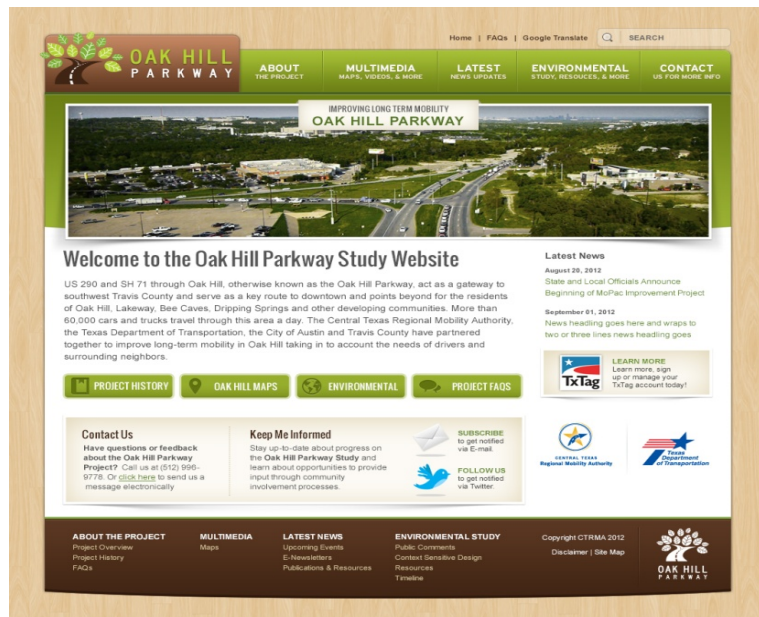 Home | FAQs | Google Translate
SEARCH
OAK HILL
PARKWAY
ABOUT
THE PROJECT
MULTIMEDIA
MAPS, VIDEOS, & MORE
LATEST
NEWS UPDATES
ENVIRONMENTAL
STUDY, RESOUCES, & MORE
CONTACT
US FOR MORE INFO
IMPROVING LONG TERM MOBILITY
OAK HILL PARKWAY
Welcome to the Oak Hill Parkway Study Website
US 290 and SH 71 through Oak Hill, otherwise known as the Oak Hill Parkway, act as a gateway to
southwest Travis County and serve as a key route to downtown and points beyond for the residents
of Oak Hill, Lakeway, Bee Caves, Dripping Springs and other developing communities. More than
60,000 cars and trucks travel through this area a day. The Central Texas Regional Mobility Authority,
the Texas Department of Transportation, the City of Austin and Travis County have partnered
together to improve long-term mobility in Oak Hill taking in to account the needs of drivers and
surrounding neighbors.
PROJECT HISTORY
OAK HILL MAPS
ENVIRONMENTAL
PROJECT FAQS
Latest News
August 20, 2012
State and Local Officials Announce
Beginning of MoPac Improvement Project
September 01, 2012
News headling goes here and wraps to
two or three lines news headling goes
TxTag
LEARN MORE
Learn more, sign
up or manage your
TxTag account today!
Contact Us
Have questions or feedback
about the Oak Hill Parkway
Project? Call us at (512) 996-
9778. Or click here to send us a
message electronically
Keep Me Informed
Stay up-to-date about progress on
the Oak Hill Parkway Study and
learn about opportunities to provide
input through community
involvement processes.
SUBSCRIBE
to get notified
via E-mail.
FOLLOW US
to get notified
via Twitter.
CENTRAL TEXAS
Regional Mobility Authority
Texas
Department
of Transportation
ABOUT THE PROJECT
Project Overview
Project History
FAQs
MULTIMEDIA
Maps
LATEST NEWS
Upcoming Events
E-Newsletters
Publications & Resources
ENVIRONMENTAL STUDY
Public Comments
Context Sensitive Design
Resources
Timeline
Copyright CTRMA 2012
Disclaimer | Site Map
OAK HILL
PARKWAY